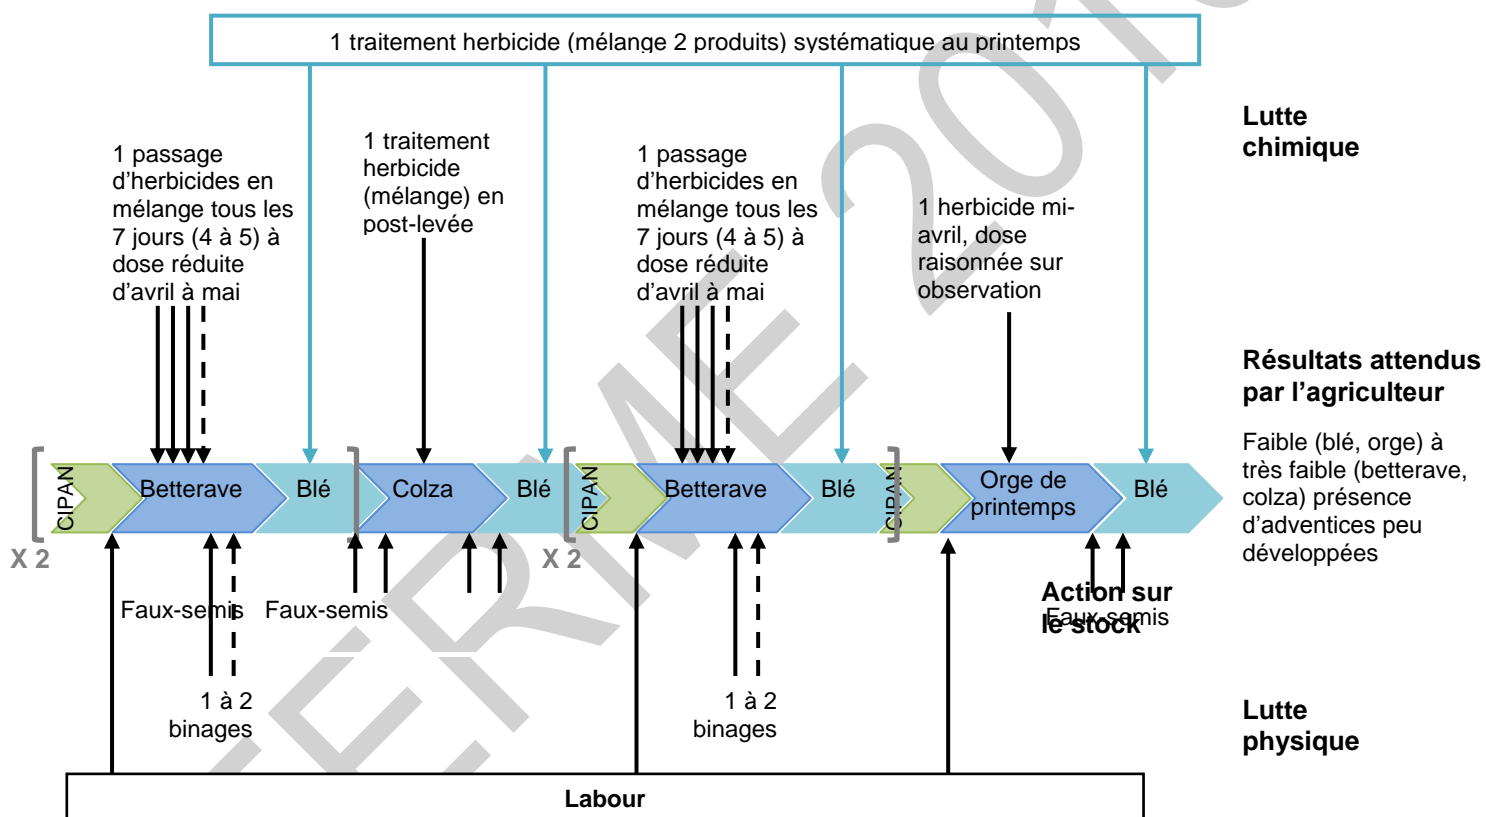 1 traitement herbicide (mélange 2 produits) systématique au printemps
Lutte
chimique
1 passage
d’herbicides en
mélange tous les
7 jours (4 à 5) à
dose réduite
d’avril à mai
1 traitement
herbicide
(mélange) en
post-levée
1 passage
d’herbicides en
mélange tous les
7 jours (4 à 5) à
dose réduite
d’avril à mai
1 herbicide mi-
avril, dose
raisonnée sur
observation
Résultats attendus
par l’agriculteur
Faible (blé, orge) à
très faible (betterave,
colza) présence
d’adventices peu
développées
CIPAN
Betterave
Blé
Colza
Blé
CIPAN
Betterave
Blé
CIPAN
Orge de
printemps
Blé
X 2
X 2
Faux-semis
Faux-semis
Action sur
le stock
Faux-semis
1 à 2
binages
1 à 2
binages
Lutte
physique
Labour